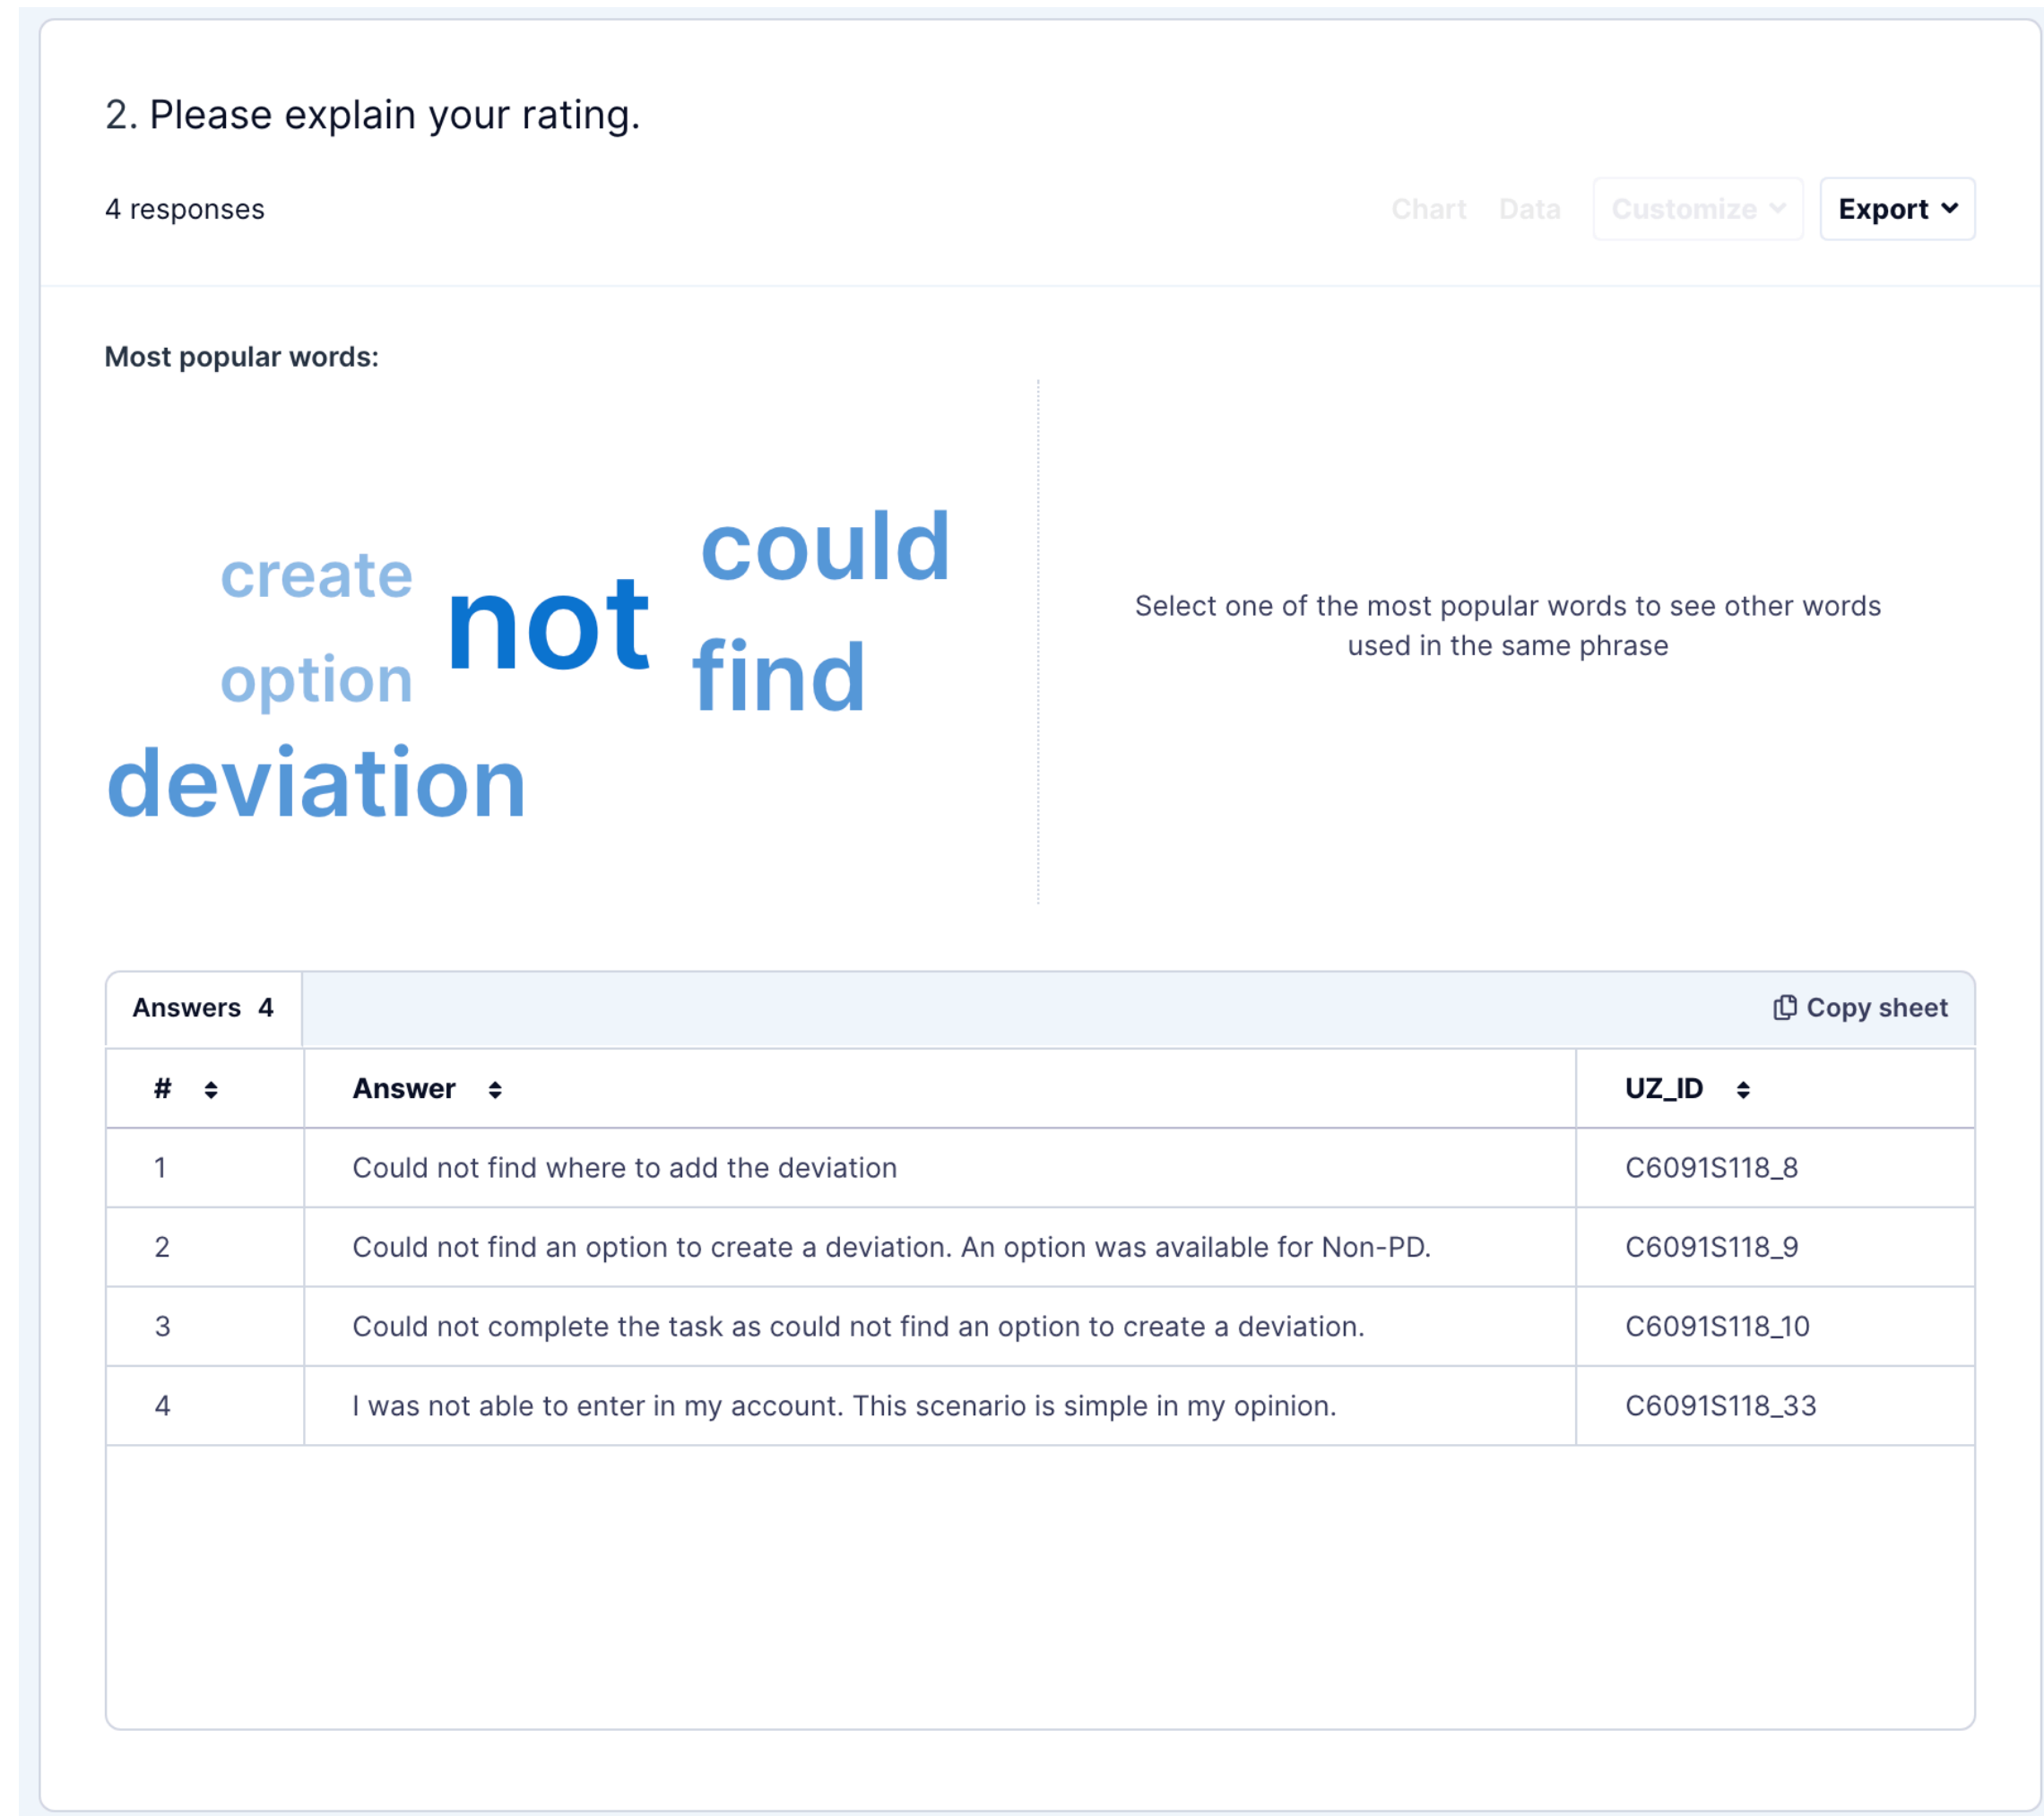 2. Please explain your rating.
4 responses
Chart Data Customize Export
Most popular words:
create
not
could
option
find
deviation
Select one of the most popular words to see other words
used in the same phrase
Answers 4
Copy sheet
# Answer UZ_ID
1 Could not find where to add the deviation C6091S118_8
2 Could not find an option to create a deviation. An option was available for Non-PD. C6091S118_9
3 Could not complete the task as could not find an option to create a deviation. C6091S118_10
4 I was not able to enter in my account. This scenario is simple in my opinion. C6091S118_33